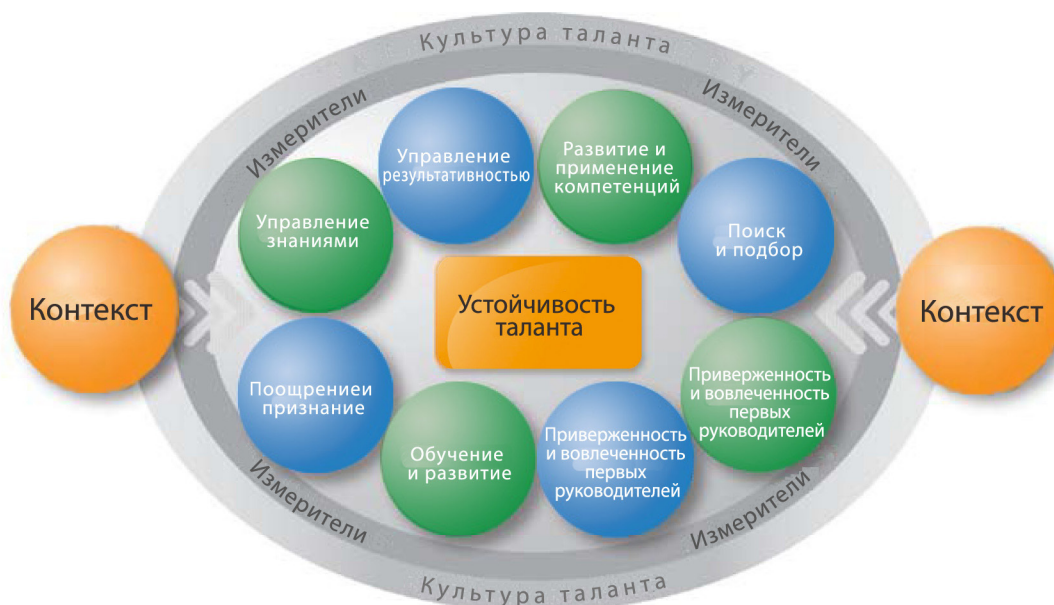 Культура таланта
Измерители
Измерители
Управление
результативностью
Развитие и
применение
компетенций
Управление
знаниями
Поиск
и подбор
Контекст
Устойчивость
таланта
Контекст
Поощрениеи
признание
Приверженность
и вовлеченность
первых
руководителей
Обучение
и развитие
Приверженность
и вовлеченность
первых
руководителей
Измерители
Измерители
Культура таланта